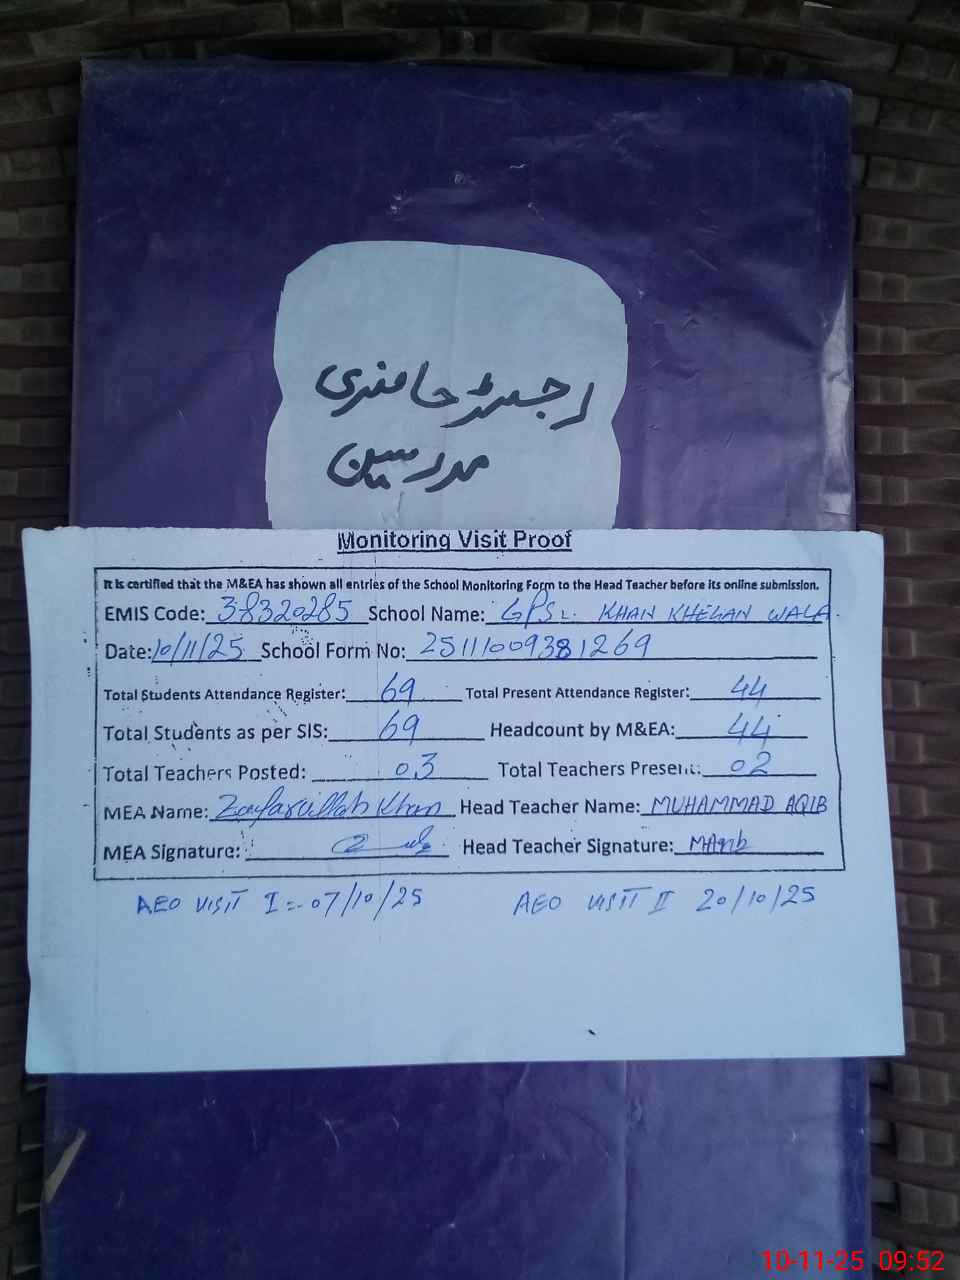 رجسٹر حاضری
مدرسین
Monitoring Visit Proof
It is certified that the M&EA has shown all entries of the School Monitoring Form to the Head Teacher before its online submission.
EMIS Code: 38320285 School Name: GPS L. KHAN KHELAN WALA.
Date: 10/11/25 School Form No: 25111009381269
Total Students Attendance Register: 69 Total Present Attendance Register: 44
Total Students as per SIS: 69 Headcount by M&EA: 44
Total Teachers Posted: 03 Total Teachers Present: 02
MEA Name: Zafarullah Khan Head Teacher Name: MUHAMMAD AQIB
MEA Signature: Head Teacher Signature: MAqib
AEO VISIT I :- 07/10/25 AEO VISIT II 20/10/25
10-11-25 09:52